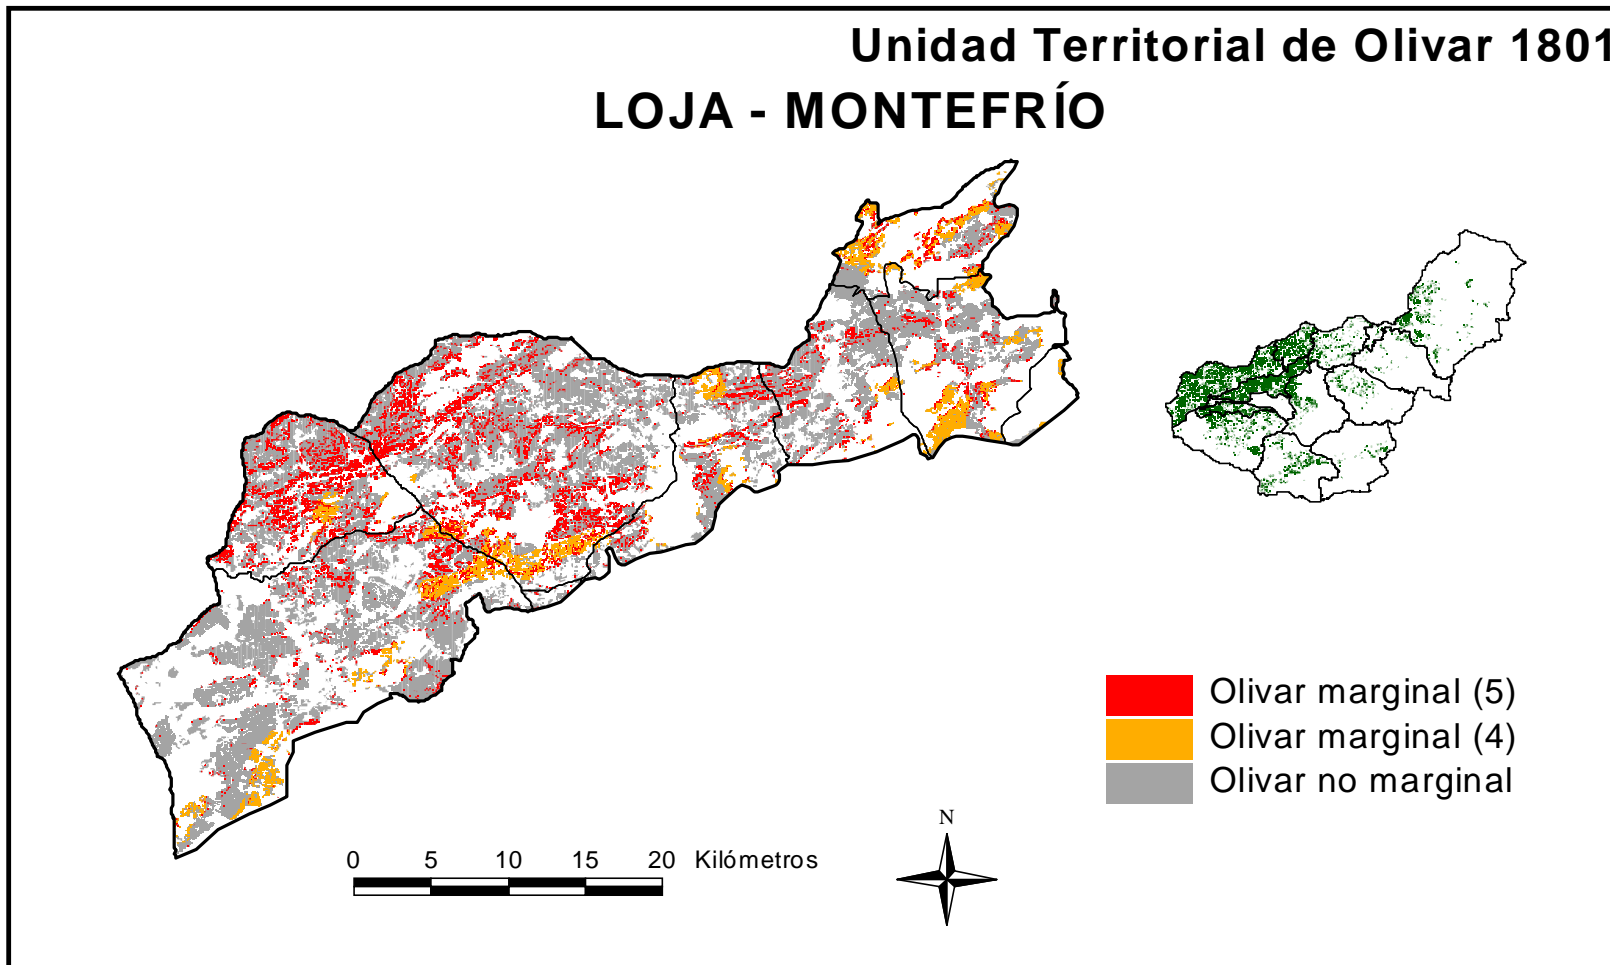 Unidad Territorial de Olivar 1801
LOJA - MONTEFRÍO
Olivar marginal (5)
Olivar marginal (4)
Olivar no marginal
0 5 10 15 20 Kilómetros
N